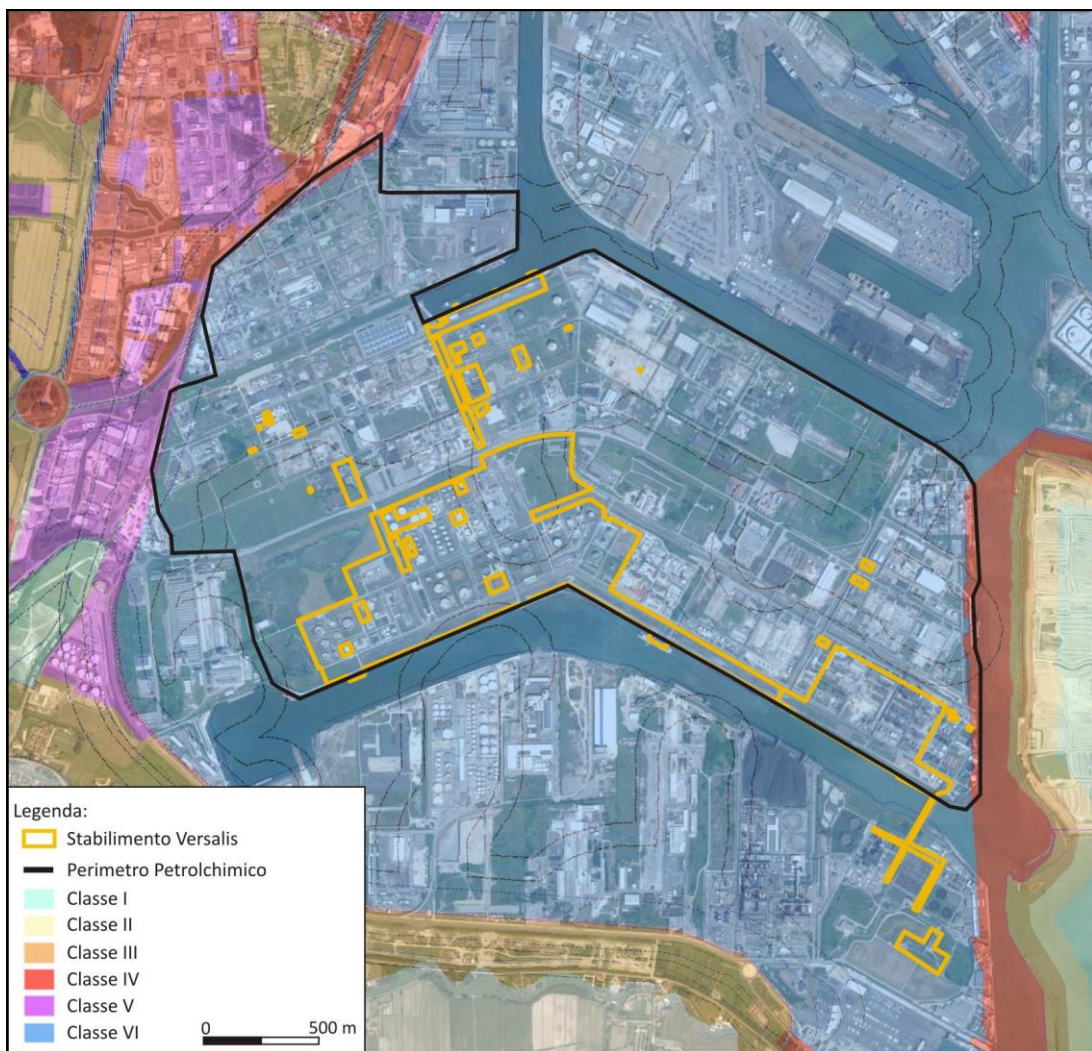 Legenda:
Stabilimento Versalis
Perimetro Petrolchimico
Classe I
Classe II
Classe III
Classe IV
Classe V
Classe VI
0 500 m